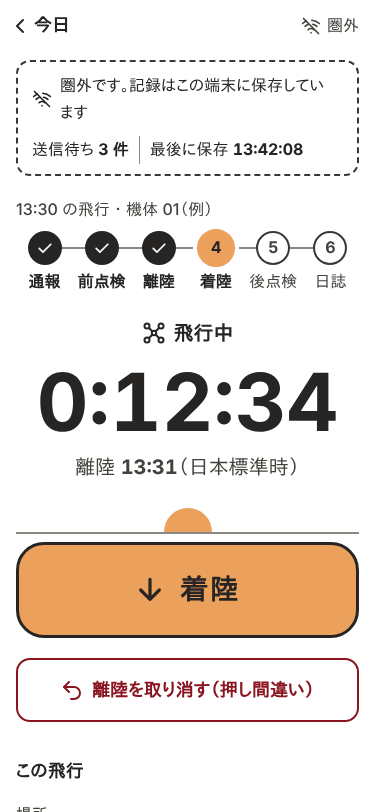 今日
圏外
圏外です。記録はこの端末に保存してい
ます
送信待ち 3 件
最後に保存 13:42:08
13:30 の飛行・機体 01(例)
4 5 6
通報 前点検 離陸 着陸 後点検 日誌
飛行中
0:12:34
離陸 13:31(日本標準時)
着陸
離陸を取り消す(押し間違い)
この飛行